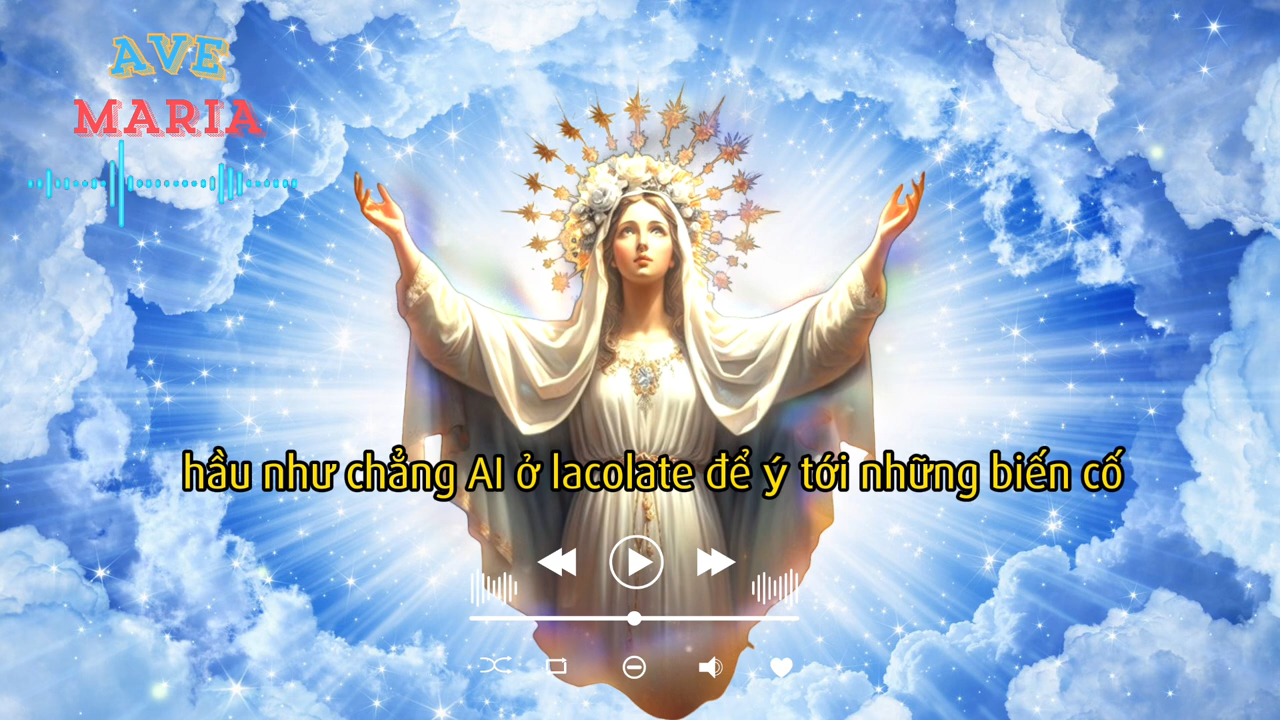 AVE
MARIA
hầu như chẳng AI ở lacolate để ý tới những biến cố